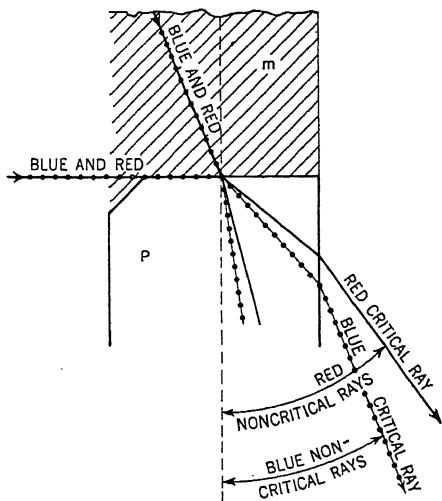 BLUE AND RED
m
BLUE AND RED
P
RED CRITICAL RAY
BLUE CRITICAL RAY
RED
NONCRITICAL RAYS
BLUE NON-
CRITICAL RAYS